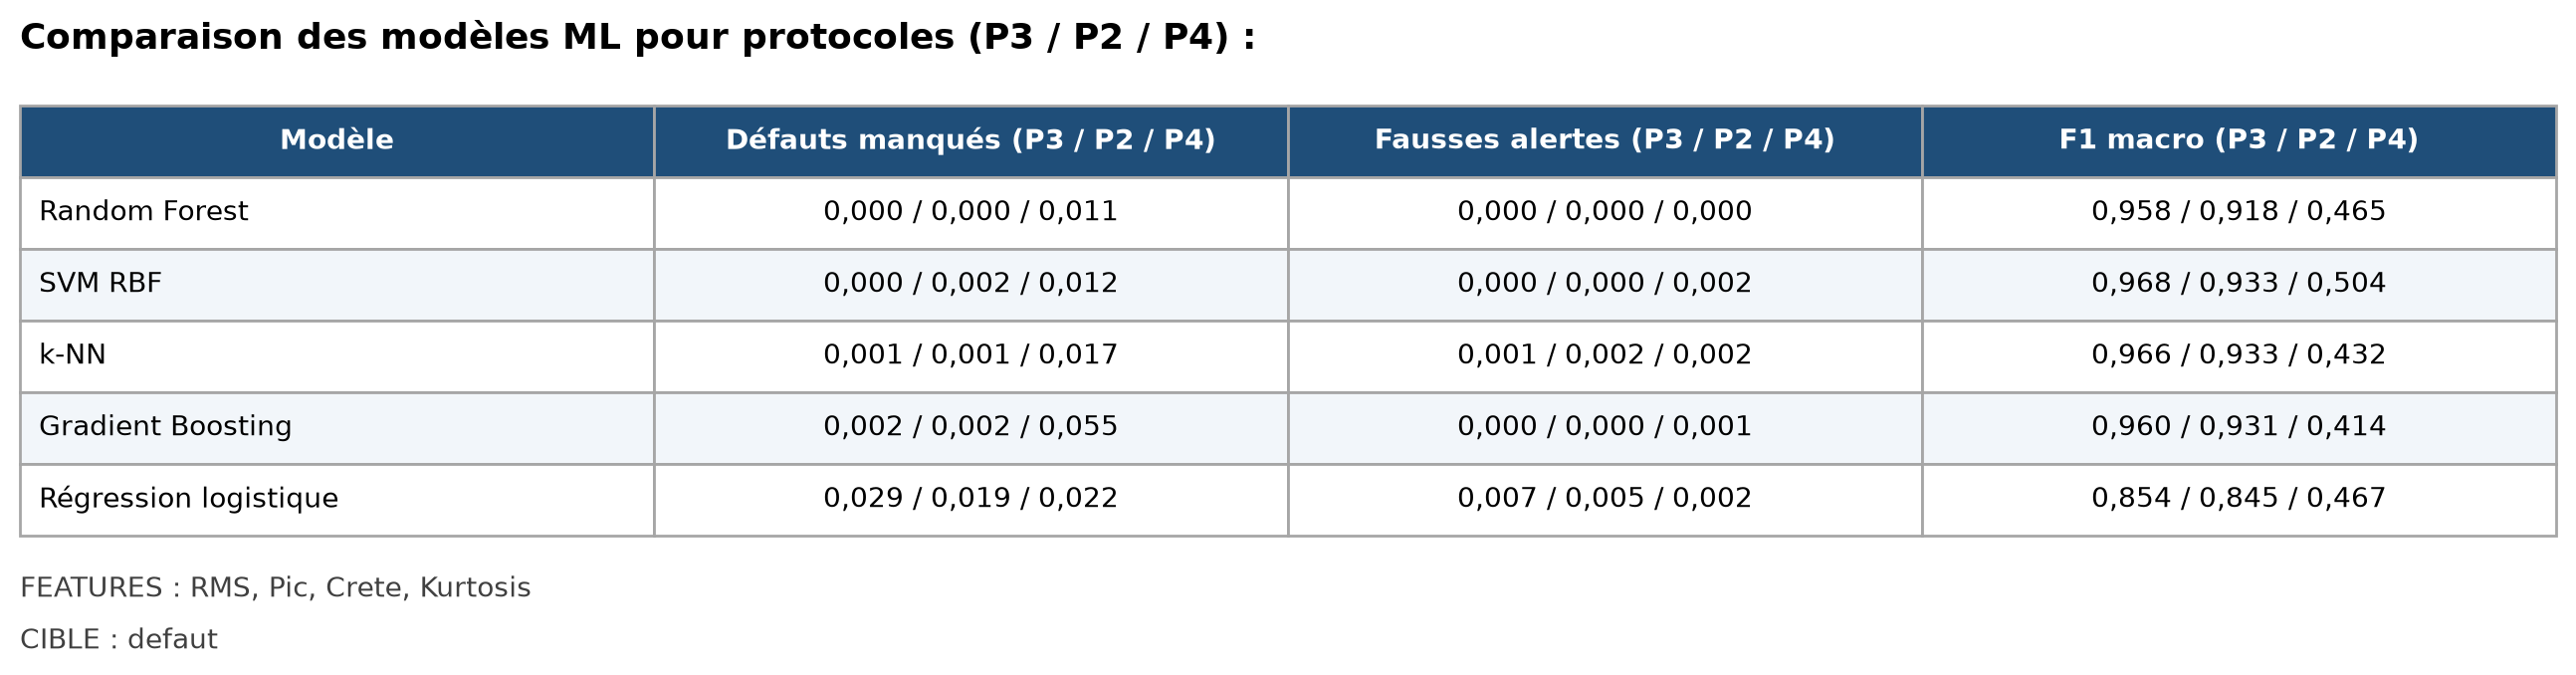 Comparaison des modèles ML pour protocoles (P3 / P2 / P4) :
Modèle Défauts manqués (P3 / P2 / P4) Fausses alertes (P3 / P2 / P4) F1 macro (P3 / P2 / P4)
Random Forest 0,000 / 0,000 / 0,011 0,000 / 0,000 / 0,000 0,958 / 0,918 / 0,465
SVM RBF 0,000 / 0,002 / 0,012 0,000 / 0,000 / 0,002 0,968 / 0,933 / 0,504
k-NN 0,001 / 0,001 / 0,017 0,001 / 0,002 / 0,002 0,966 / 0,933 / 0,432
Gradient Boosting 0,002 / 0,002 / 0,055 0,000 / 0,000 / 0,001 0,960 / 0,931 / 0,414
Régression logistique 0,029 / 0,019 / 0,022 0,007 / 0,005 / 0,002 0,854 / 0,845 / 0,467
FEATURES : RMS, Pic, Crete, Kurtosis
CIBLE : defaut